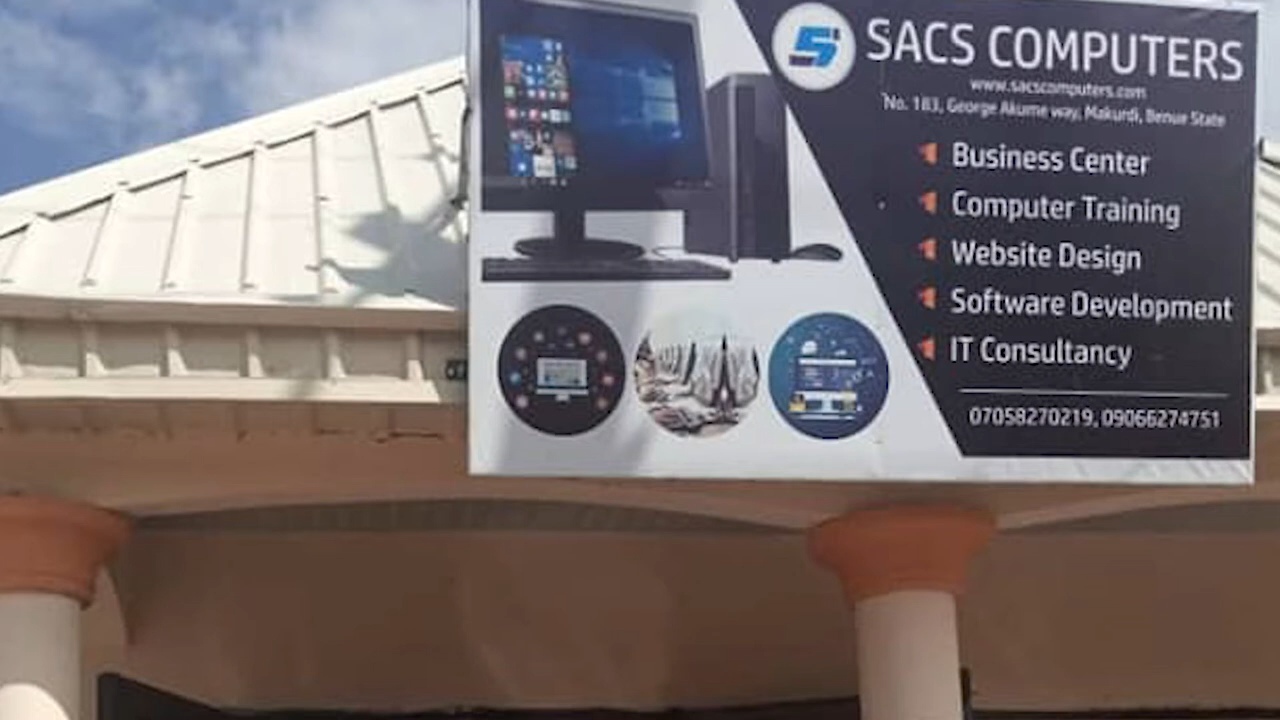 SACS COMPUTERS
www.sacscomputers.com
No. 183, George Akume way, Makurdi, Benue State
Business Center
Computer Training
Website Design
Software Development
IT Consultancy
07058270219, 09066274751